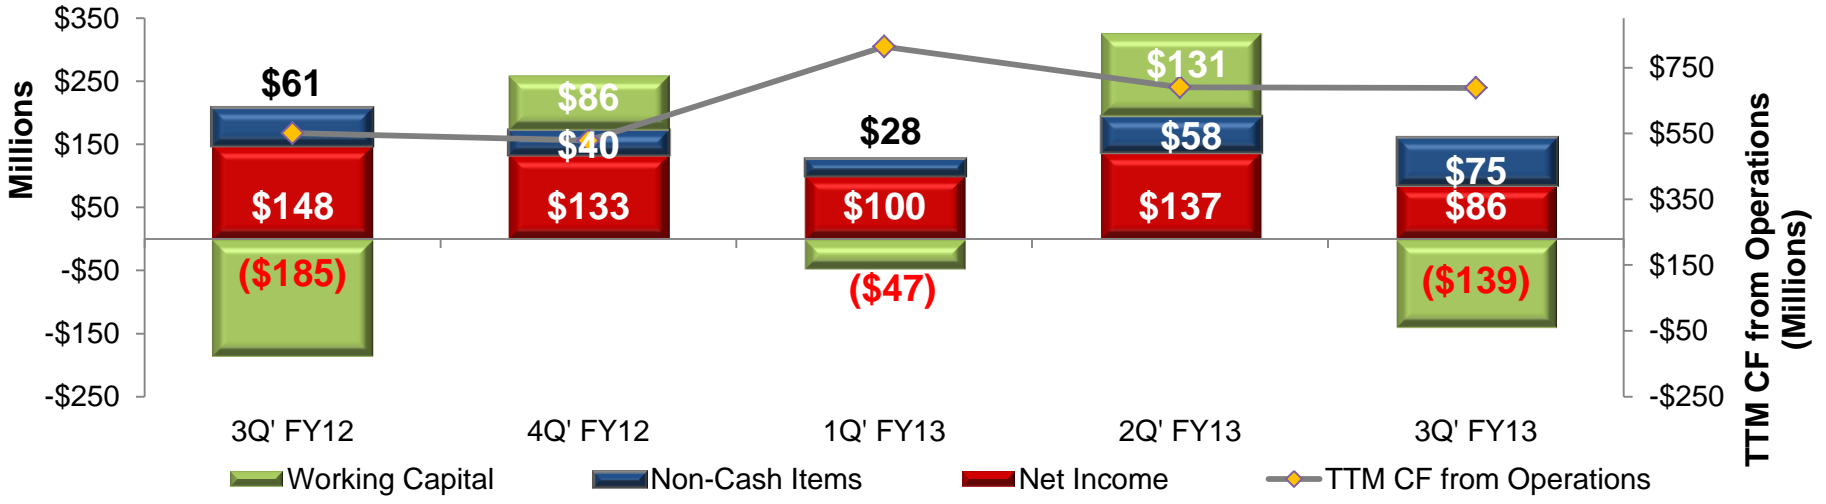 $350
$250
$150
$50
-$50
-$150
-$250
Millions
$61
$148
($185)
$86
$40
$133
$28
$100
($47)
$131
$58
$137
$75
$86
($139)
$750
$550
$350
$150
-$50
-$250
TTM CF from Operations
(Millions)
3Q' FY12
4Q' FY12
1Q' FY13
2Q' FY13
3Q' FY13
Working Capital
Non-Cash Items
Net Income
TTM CF from Operations